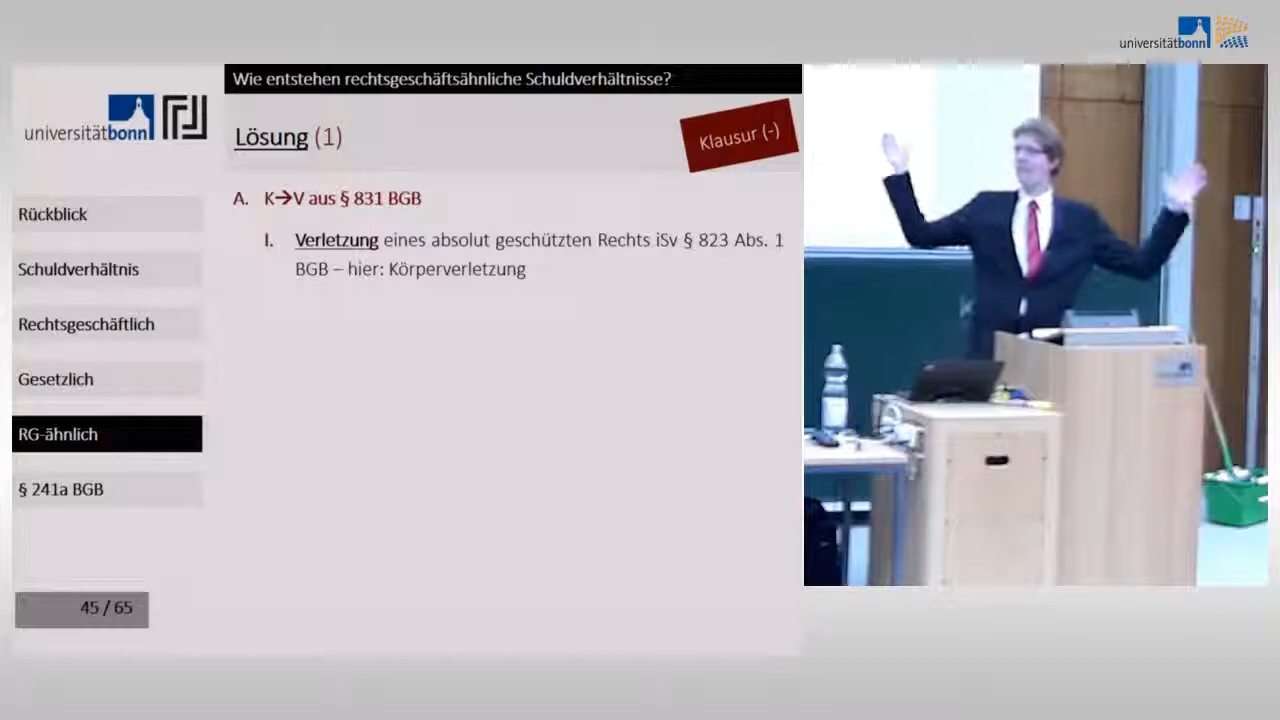 universitätbonn
Wie entstehen rechtsgeschäftsähnliche Schuldverhältnisse?
universitätbonn
Lösung (1)
Klausur (-)
A. K→V aus § 831 BGB
I. Verletzung eines absolut geschützten Rechts iSv § 823 Abs. 1
BGB – hier: Körperverletzung
Rückblick
Schuldverhältnis
Rechtsgeschäftlich
Gesetzlich
RG-ähnlich
§ 241a BGB
45 / 65